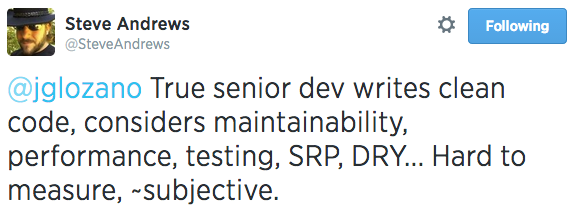 Steve Andrews
@SteveAndrews
Following
@jglozano True senior dev writes clean
code, considers maintainability,
performance, testing, SRP, DRY... Hard to
measure, ~subjective.